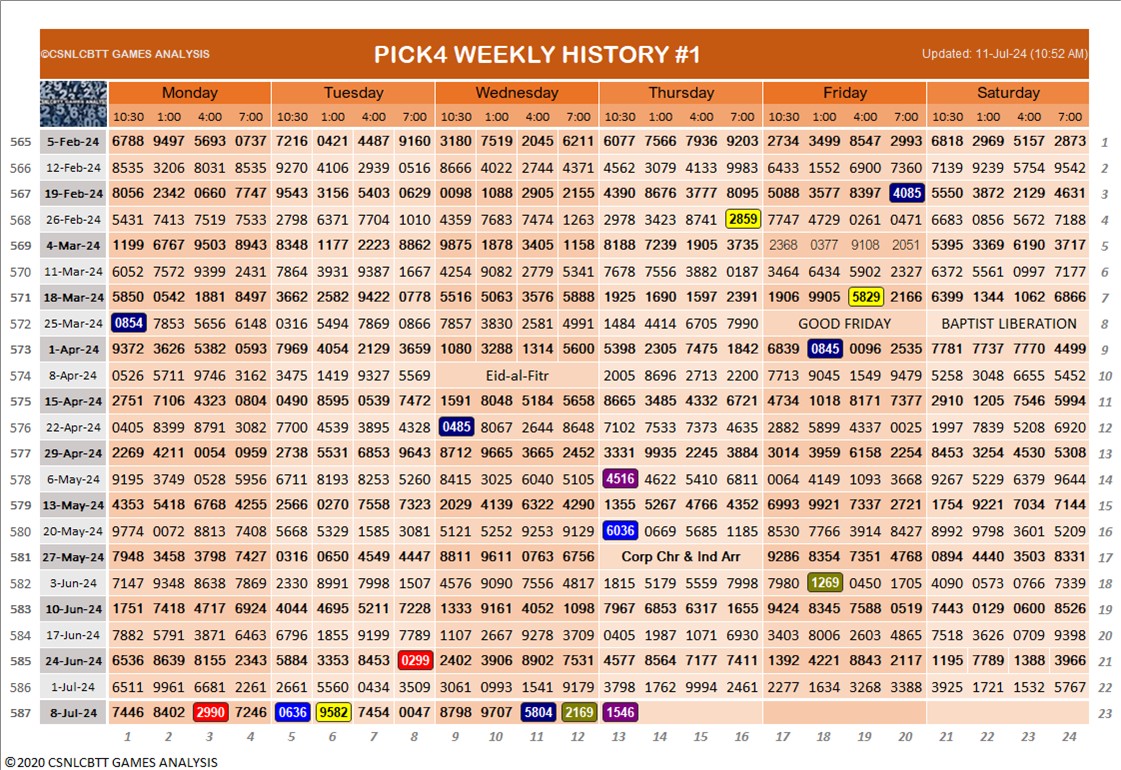 ©CSNLCBTT GAMES ANALYSIS PICK4 WEEKLY HISTORY #1 Updated: 11-Jul-24 (10:52 AM)
Monday Tuesday Wednesday Thursday Friday Saturday
10:30 1:00 4:00 7:00 10:30 1:00 4:00 7:00 10:30 1:00 4:00 7:00 10:30 1:00 4:00 7:00 10:30 1:00 4:00 7:00 10:30 1:00 4:00 7:00
565 5-Feb-24 6788 9497 5693 0737 7216 0421 4487 9160 3180 7519 2045 6211 6077 7566 7936 9203 2734 3499 8547 2993 6818 2969 5157 2873 1
566 12-Feb-24 8535 3206 8031 8535 9270 4106 2939 0516 8666 4022 2744 4371 4562 3079 4133 9983 6433 1552 6900 7360 7139 9239 5754 9542 2
567 19-Feb-24 8056 2342 0660 7747 9543 3156 5403 0629 0098 1088 2905 2155 4390 8676 3777 8095 5088 3577 8397 4085 5550 3872 2129 4631 3
568 26-Feb-24 5431 7413 7519 7533 2798 6371 7704 1010 4359 7683 7474 1263 2978 3423 8741 2859 7747 4729 0261 0471 6683 0856 5672 7188 4
569 4-Mar-24 1199 6767 9503 8943 8348 1177 2223 8862 9875 1878 3405 1158 8188 7239 1905 3735 2368 0377 9108 2051 5395 3369 6190 3717 5
570 11-Mar-24 6052 7572 9399 2431 7864 3931 9387 1667 4254 9082 2779 5341 7678 7556 3882 0187 3464 6434 5902 2327 6372 5561 0997 7177 6
571 18-Mar-24 5850 0542 1881 8497 3662 2582 9422 0778 5516 5063 3576 5888 1925 1690 1597 2391 1906 9905 5829 2166 6399 1344 1062 6866 7
572 25-Mar-24 0854 7853 5656 6148 0316 5494 7869 0866 7857 3830 2581 4991 1484 4414 6705 7990 GOOD FRIDAY BAPTIST LIBERATION 8
573 1-Apr-24 9372 3626 5382 0593 7969 4054 2129 3659 1080 3288 1314 5600 5398 2305 7475 1842 6839 0845 0096 2535 7781 7737 7770 4499 9
574 8-Apr-24 0526 5711 9746 3162 3475 1419 9327 5569 Eid-al-Fitr 2005 8696 2713 2200 7713 9045 1549 9479 5258 3048 6655 5452 10
575 15-Apr-24 2751 7106 4323 0804 0490 8595 0539 7472 1591 8048 5184 5658 8665 3485 4332 6721 4734 1018 8171 7377 2910 1205 7546 5994 11
576 22-Apr-24 0405 8399 8791 3082 7700 4539 3895 4328 0485 8067 2644 8648 7102 7533 7373 4635 2882 5899 4337 0025 1997 7839 5208 6920 12
577 29-Apr-24 2269 4211 0054 0959 2738 5531 6853 9643 8712 9665 3665 2452 3331 9935 2245 3884 3014 3959 6158 2254 8453 3254 4530 5308 13
578 6-May-24 9195 3749 0528 5956 6711 8193 8253 5260 8415 3025 6040 5105 4516 4622 5410 6811 0064 4149 1093 3668 9267 5229 6379 9644 14
579 13-May-24 4353 5418 6768 4255 2566 0270 7558 7323 2029 4139 6322 4290 1355 5267 4766 4352 6993 9921 7337 2721 1754 9221 7034 7144 15
580 20-May-24 9774 0072 8813 7408 5668 5329 1585 3081 5121 5252 9253 9129 6036 0669 5685 1185 8530 7766 3914 8427 8992 9798 3601 5209 16
581 27-May-24 7948 3458 3798 7427 0316 0650 4549 4447 8811 9611 0763 6756 Corp Chr & Ind Arr 9286 8354 7351 4768 0894 4440 3503 8331 17
582 3-Jun-24 7147 9348 8638 7869 2330 8991 7998 1507 4576 9090 7556 4817 1815 5179 5559 7998 7980 1269 0450 1705 4090 0573 0766 7339 18
583 10-Jun-24 1751 7418 4717 6924 4044 4695 5211 7228 1333 9161 4052 1098 7967 6853 6317 1655 9424 8345 7588 0519 7443 0129 0600 8526 19
584 17-Jun-24 7882 5791 3871 6463 6796 1855 9199 7789 1107 2667 9278 3709 0405 1987 1071 6930 3403 8006 2603 4865 7518 3626 0709 9398 20
585 24-Jun-24 6536 8639 8155 2343 5884 3353 8453 0299 2402 3906 8902 7531 4577 8564 7177 7411 1392 4221 8843 2117 1195 7789 1388 3966 21
586 1-Jul-24 6511 9961 6681 2261 2661 5560 0434 3509 3061 0993 1541 9179 3798 1762 9994 2461 2277 1634 3268 3388 3925 1721 1532 5767 22
587 8-Jul-24 7446 8402 2990 7246 0636 9582 7454 0047 8798 9707 5804 2169 1546 23
1 2 3 4 5 6 7 8 9 10 11 12 13 14 15 16 17 18 19 20 21 22 23 24
©2020 CSNLCBTT GAMES ANALYSIS